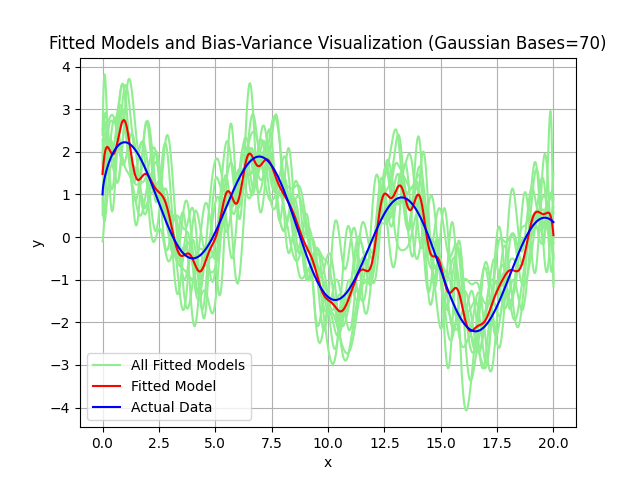 Fitted Models and Bias-Variance Visualization (Gaussian Bases=70)
4
3
2
1
0
−1
−2
−3
−4
y
All Fitted Models
Fitted Model
Actual Data
0.0 2.5 5.0 7.5 10.0 12.5 15.0 17.5 20.0
x